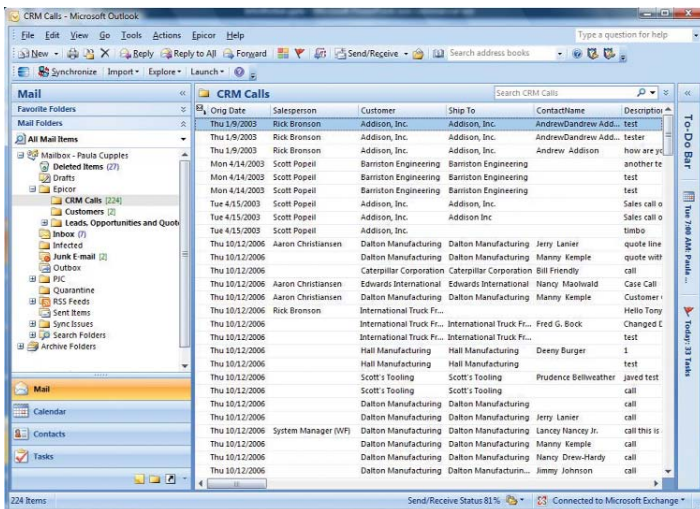 CRM Calls - Microsoft Outlook
File Edit View Go Tools Actions Epicor Help
Type a question for help
New Reply Reply to All Forward Send/Receive Search address books
Synchronize Import Explore Launch
Mail
Favorite Folders
Mail Folders
All Mail Items
Mailbox - Paula Cupples
Deleted Items (27)
Drafts
Epicor
CRM Calls [224]
Customers [2]
Leads, Opportunities and Quot
Inbox (7)
Infected
Junk E-mail [2]
Outbox
PJC
Quarantine
RSS Feeds
Sent Items
Sync Issues
Search Folders
Archive Folders
Mail
Calendar
Contacts
Tasks
CRM Calls
Search CRM Calls
Orig Date Salesperson Customer Ship To ContactName Description
Thu 1/9/2003 Rick Bronson Addison, Inc. Addison, Inc. AndrewDandrew Add... test
Thu 1/9/2003 Rick Bronson Addison, Inc. Addison, Inc. AndrewDandrew Add... tester
Thu 1/9/2003 Rick Bronson Addison, Inc. Addison, Inc. Andrew Addison how are yo
Mon 4/14/2003 Scott Popeil Barriston Engineering Barriston Engineering another te
Mon 4/14/2003 Scott Popeil Barriston Engineering Barriston Engineering test
Mon 4/14/2003 Scott Popeil Barriston Engineering Barriston Engineering test
Tue 4/15/2003 Scott Popeil Addison, Inc. Addison, Inc. Sales call o
Tue 4/15/2003 Scott Popeil Addison, Inc. Addison Inc Sales call o
Tue 4/15/2003 Scott Popeil Addison, Inc. timbo
Thu 10/12/2006 Aaron Christiansen Dalton Manufacturing Dalton Manufacturing Jerry Lanier quote line
Thu 10/12/2006 Dalton Manufacturing Dalton Manufacturing Manny Kemple quote with
Thu 10/12/2006 Caterpillar Corporation Caterpillar Corporation Bill Friendly call
Thu 10/12/2006 Aaron Christiansen Edwards International Edwards International Nancy Maolwald Case Call
Thu 10/12/2006 Aaron Christiansen Dalton Manufacturing Dalton Manufacturing Manny Kemple Customer
Thu 10/12/2006 Rick Bronson International Truck Fr... Hello Tony
Thu 10/12/2006 International Truck Fr... International Truck Fr... Fred G. Bock Changed D
Thu 10/12/2006 International Truck Fr... International Truck Fr... test
Thu 10/12/2006 Hall Manufacturing Hall Manufacturing Deeny Burger 1
Thu 10/12/2006 Hall Manufacturing Hall Manufacturing test
Thu 10/12/2006 Scott's Tooling Scott's Tooling Prudence Bellweather javed test
Thu 10/12/2006 Scott's Tooling Scott's Tooling call
Thu 10/12/2006 Dalton Manufacturing Dalton Manufacturing call
Thu 10/12/2006 Dalton Manufacturing Dalton Manufacturing Jerry Lanier call
Thu 10/12/2006 System Manager (WF) Dalton Manufacturing Dalton Manufacturing Lancey Nancey Jr. call this is
Thu 10/12/2006 Dalton Manufacturing Dalton Manufacturing Manny Kemple call
Thu 10/12/2006 Dalton Manufacturing Dalton Manufacturing Nancy Drew-Hardy call
Thu 10/12/2006 Dalton Manufacturing Dalton Manufacturin... Jimmy Johnson call
To-Do Bar
Tue 7:00 AM: Paula ...
Today: 33 Tasks
224 Items
Send/Receive Status 81%
Connected to Microsoft Exchange